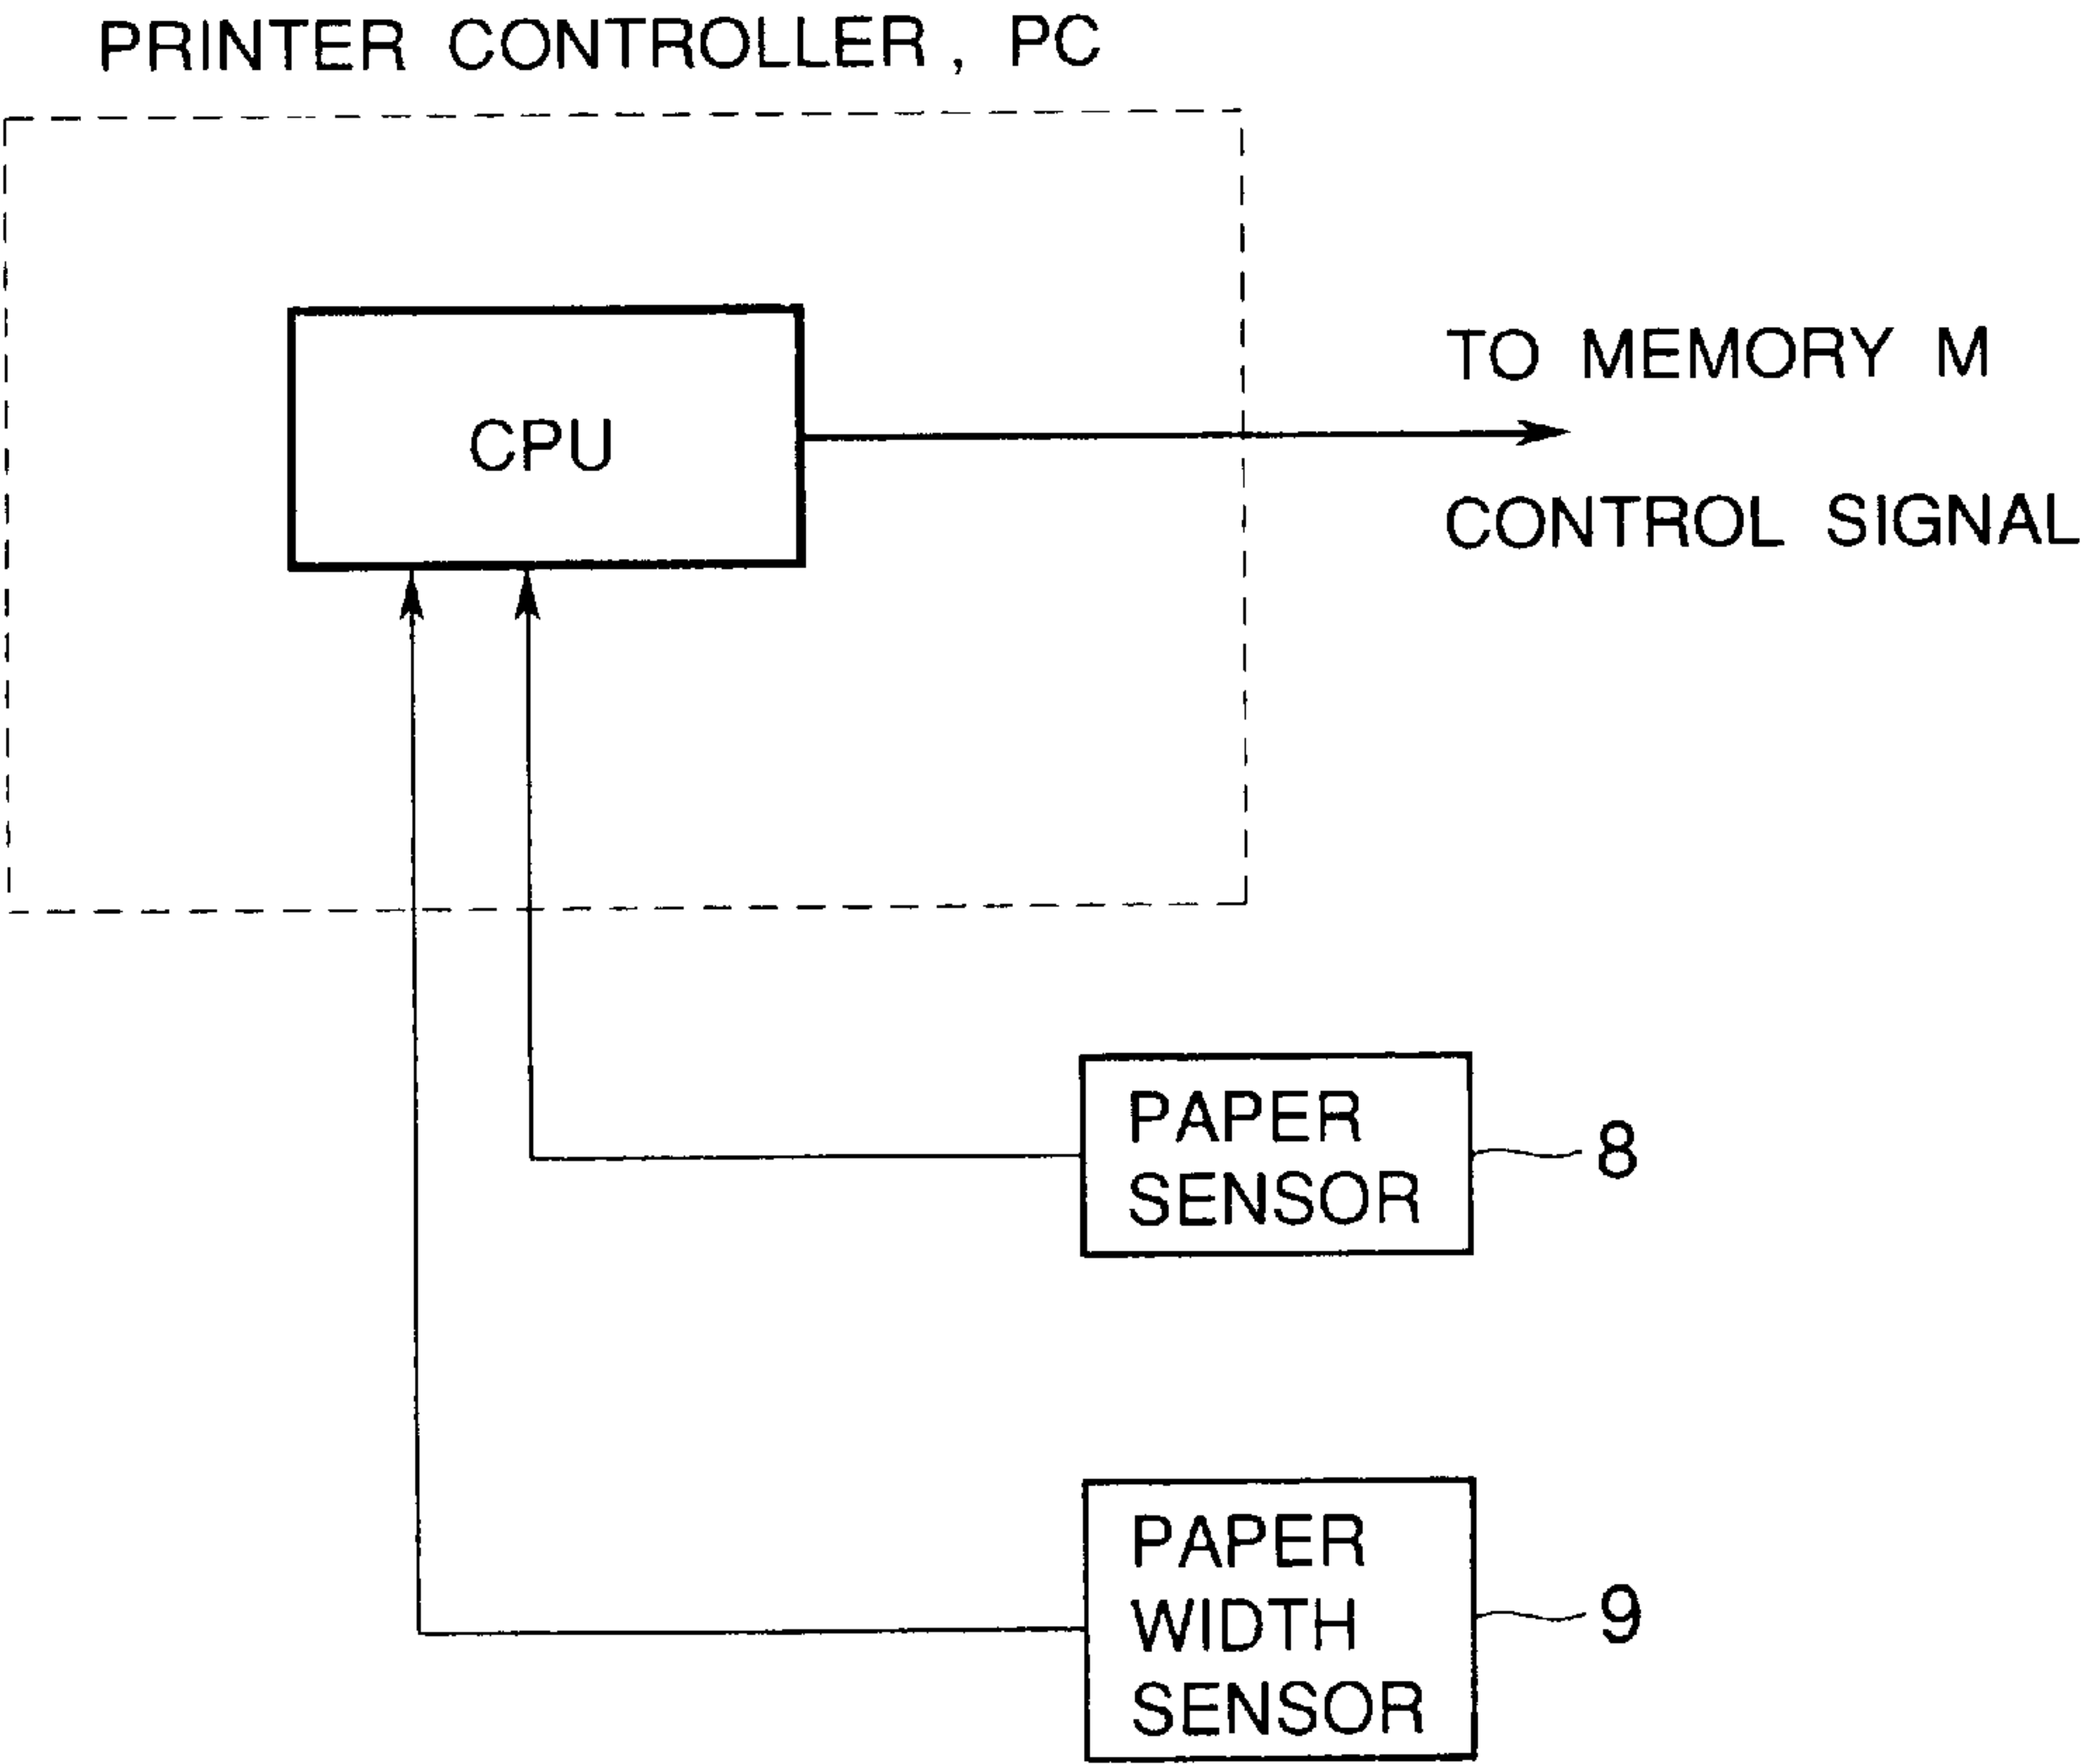 PRINTER CONTROLLER, PC
CPU
TO MEMORY M
CONTROL SIGNAL
PAPER
SENSOR
8
PAPER
WIDTH
SENSOR
9